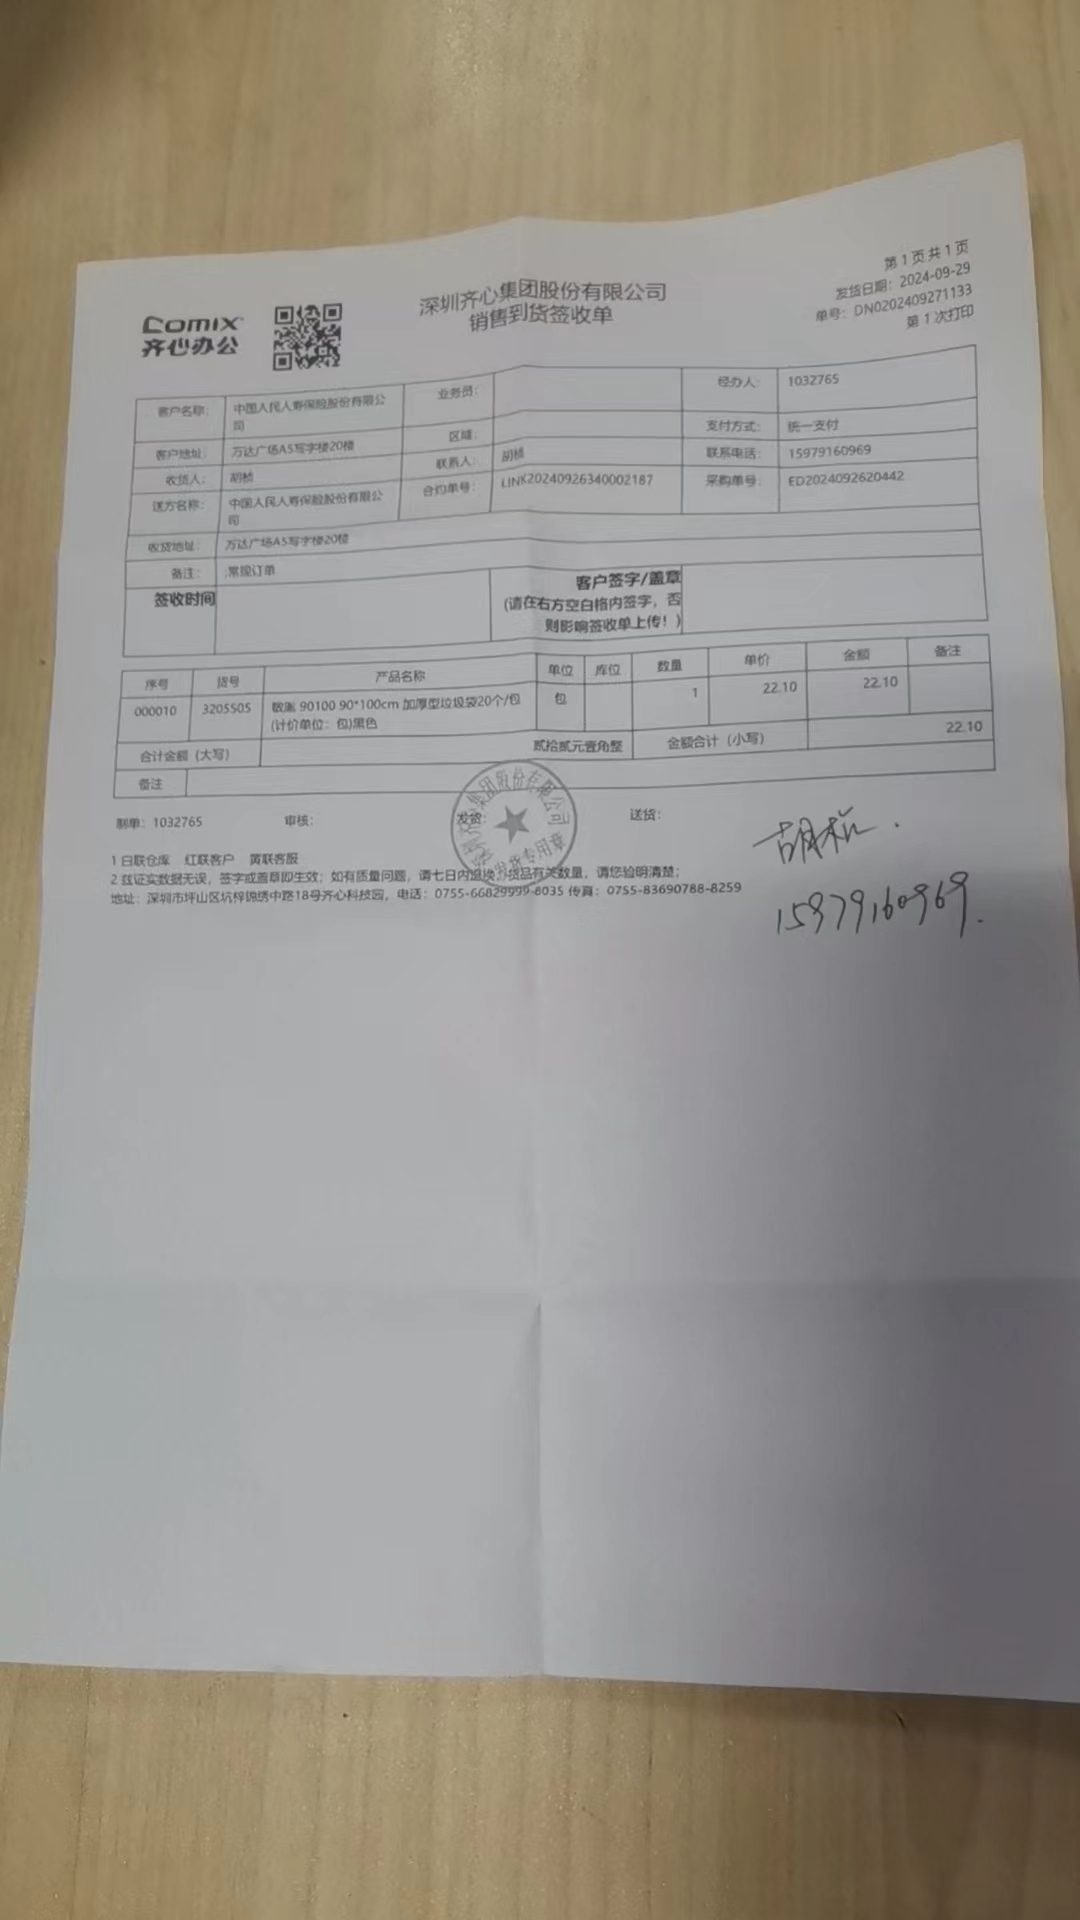 第 1 页 共 1 页
发货日期：2024-09-29
单号：DN0202409271133
第 1 次打印
COMIX
齐心办公
深圳齐心集团股份有限公司
销售到货签收单
客户名称： 中国人民人寿保险股份有限公司 业务员： 经办人： 1032765
客户地址： 万达广场A5写字楼20楼 区域： 支付方式： 统一支付
收货人： 胡桢 联系人： 胡桢 联系电话： 15979160969
送方名称： 中国人民人寿保险股份有限公司 合约单号： LINK20240926340002187 采购单号： ED2024092620442
收货地址： 万达广场A5写字楼20楼
备注： ;常规订单
签收时间 客户签字/盖章
(请在右方空白格内签字，否
则影响签收单上传！)
序号 货号 产品名称 单位 库位 数量 单价 金额 备注
000010 3205505 敏胤 90100 90*100cm 加厚型垃圾袋20个/包 包 1 22.10 22.10
(计价单位：包)黑色
合计金额（大写） 贰拾贰元壹角整 金额合计（小写） 22.10
备注
制单：1032765 审核： 发货： 送货：
胡桢
15979160969
1 白联仓库 红联客户 黄联客服
2 兹证实数据无误，签字或盖章即生效；如有质量问题，请七日内退换；货品有关数量，请您验明清楚；
地址：深圳市坪山区坑梓锦绣中路18号齐心科技园，电话：0755-66829999-8035 传真：0755-83690788-8259